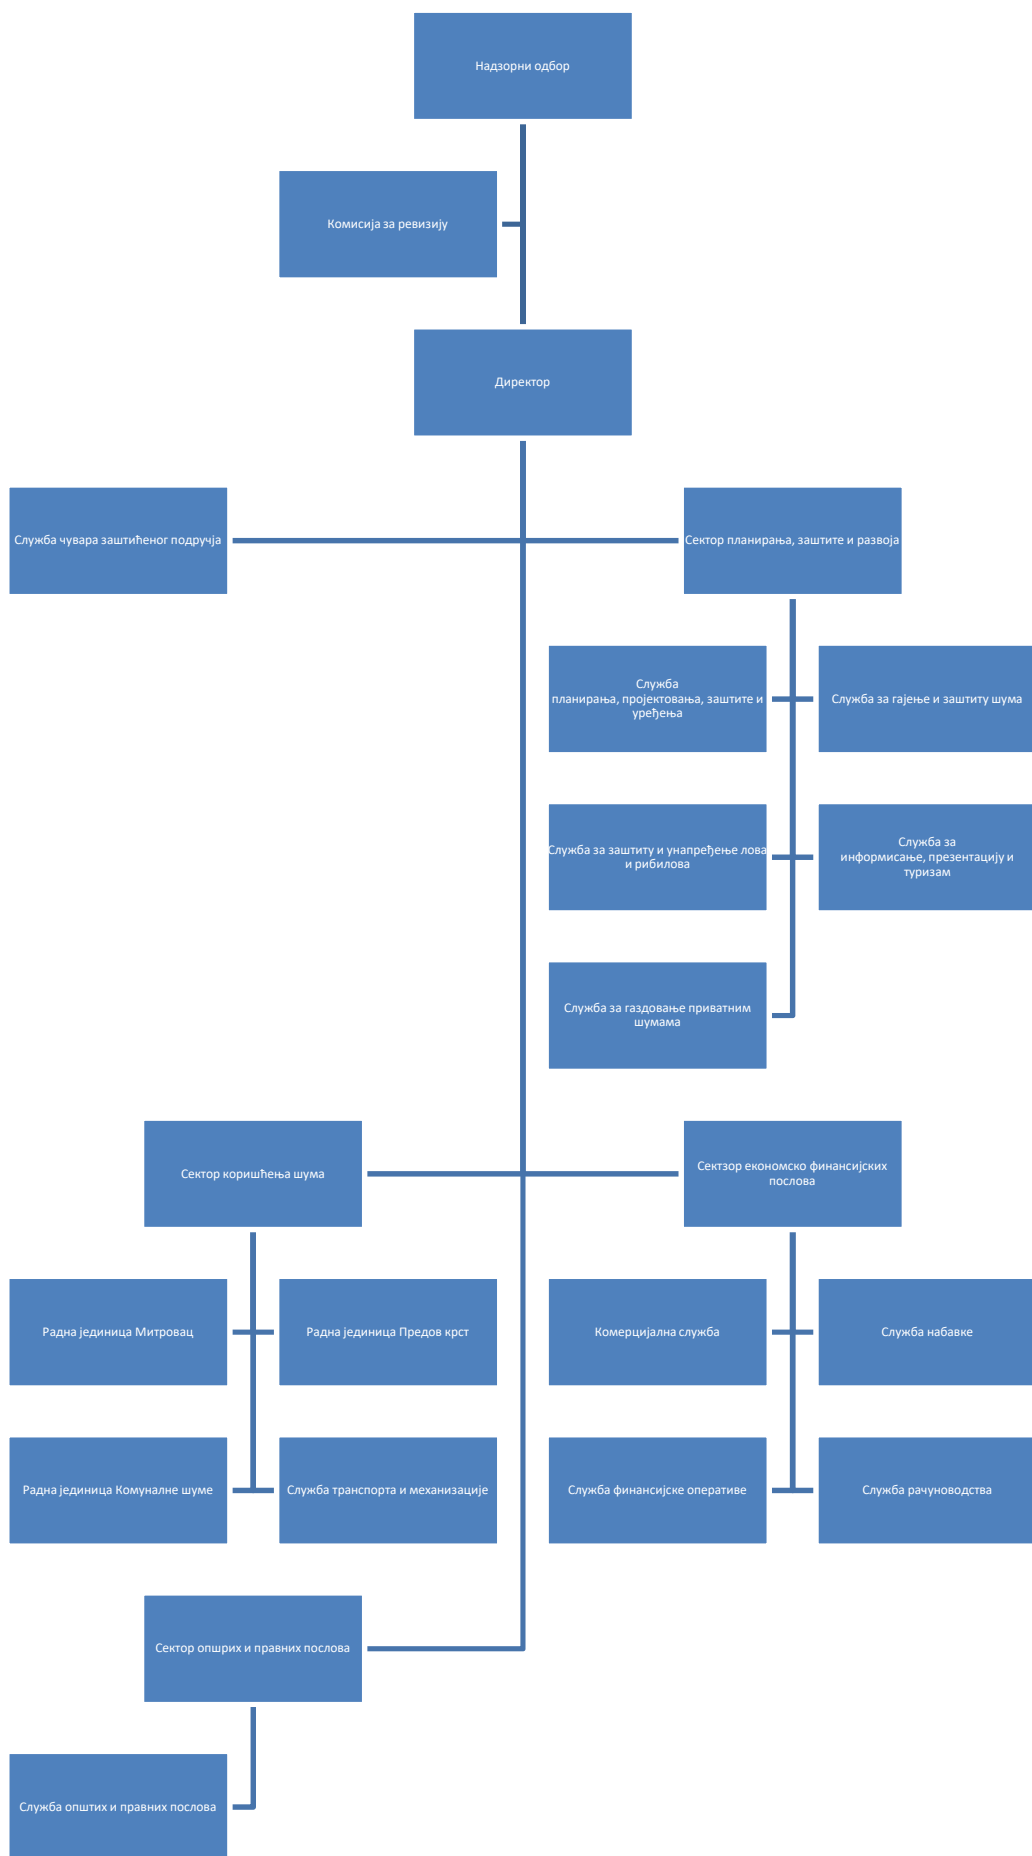 Надзорни одбор
Комисија за ревизију
Директор
Служба чувара заштићеног подручја
Сектор планирања, заштите и развоја
Служба
планирања, пројектовања, заштите и
уређења
Служба за гајење и заштиту шума
Служба за заштиту и унапређење лова
и рибилова
Служба за
информисање, презентацију и
туризам
Служба за газдовање приватним
шумама
Сектор коришћења шума
Сектзор економско финансијских
послова
Радна јединица Митровац
Радна јединица Предов крст
Комерцијална служба
Служба набавке
Радна јединица Комуналне шуме
Служба транспорта и механизације
Служба финансијске оперативе
Служба рачуноводства
Сектор опшрих и правних послова
Служба општих и правних послова